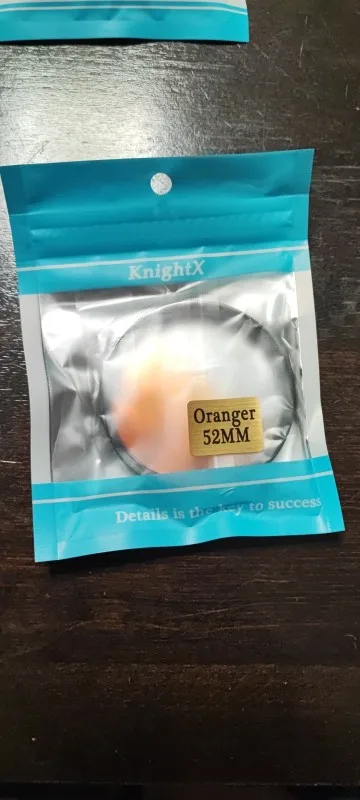 KnightX
Oranger
52MM
Details is the key to success